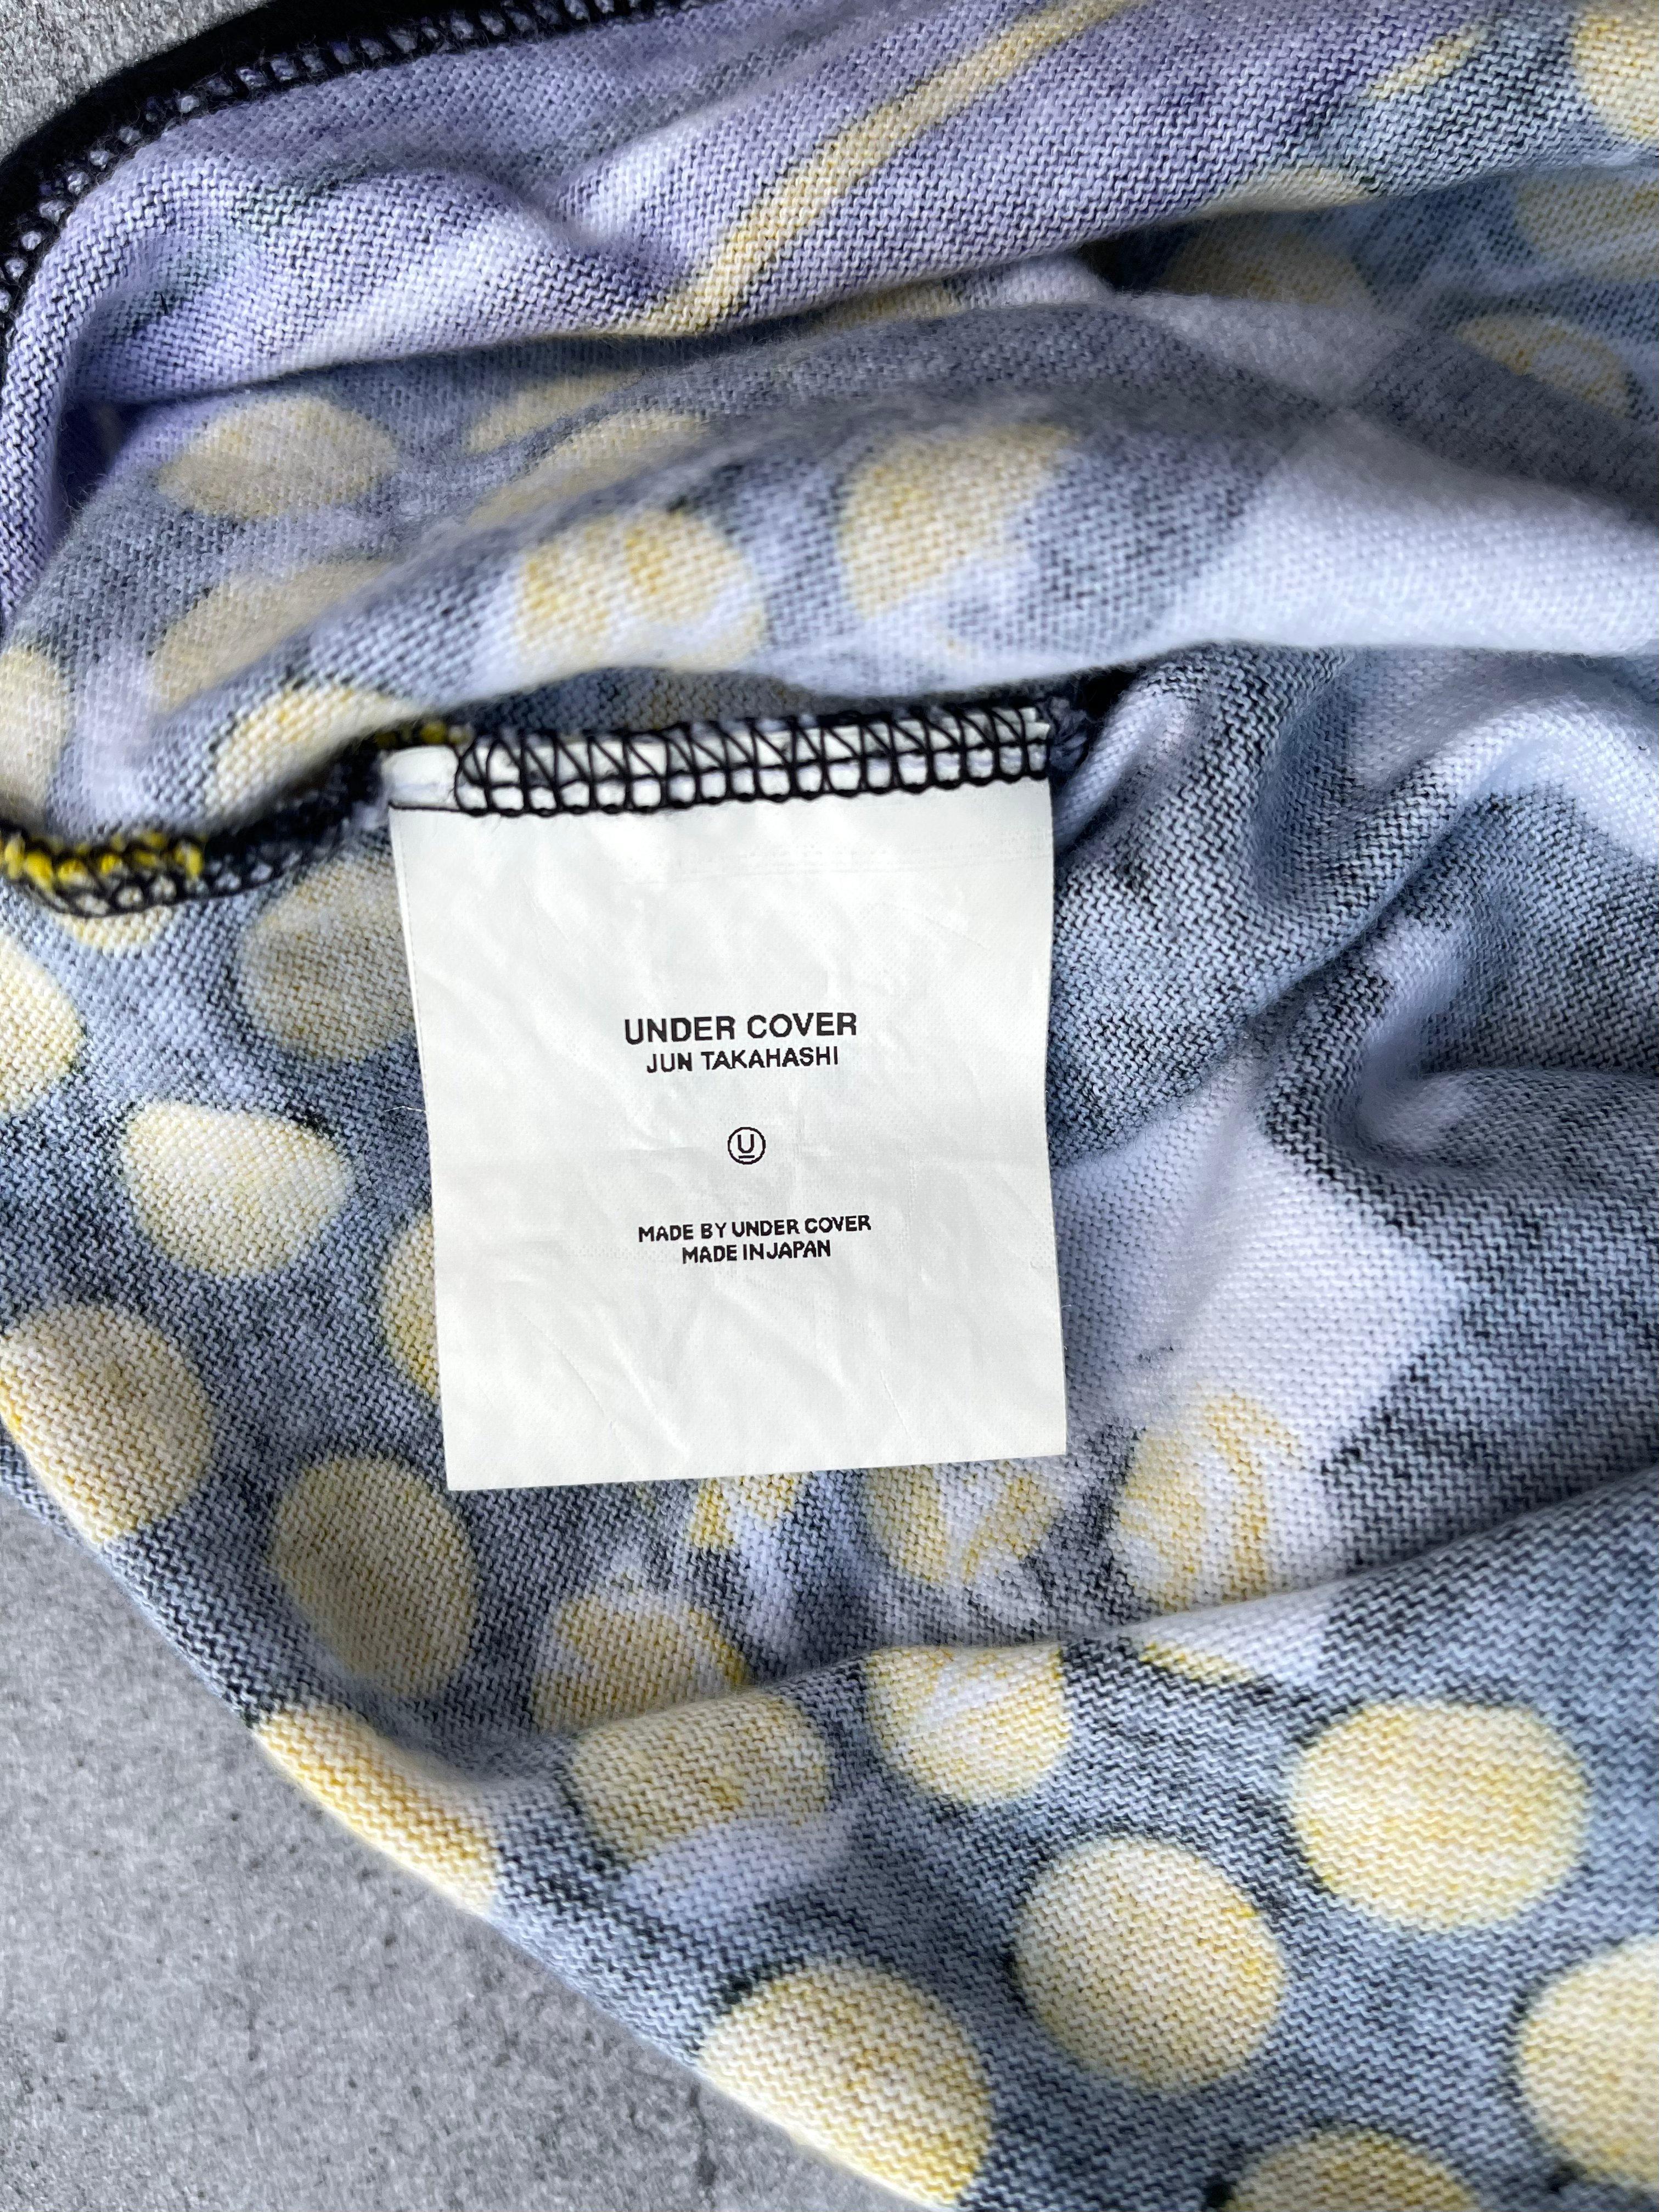 UNDER COVER
JUN TAKAHASHI
U
MADE BY UNDER COVER
MADE IN JAPAN